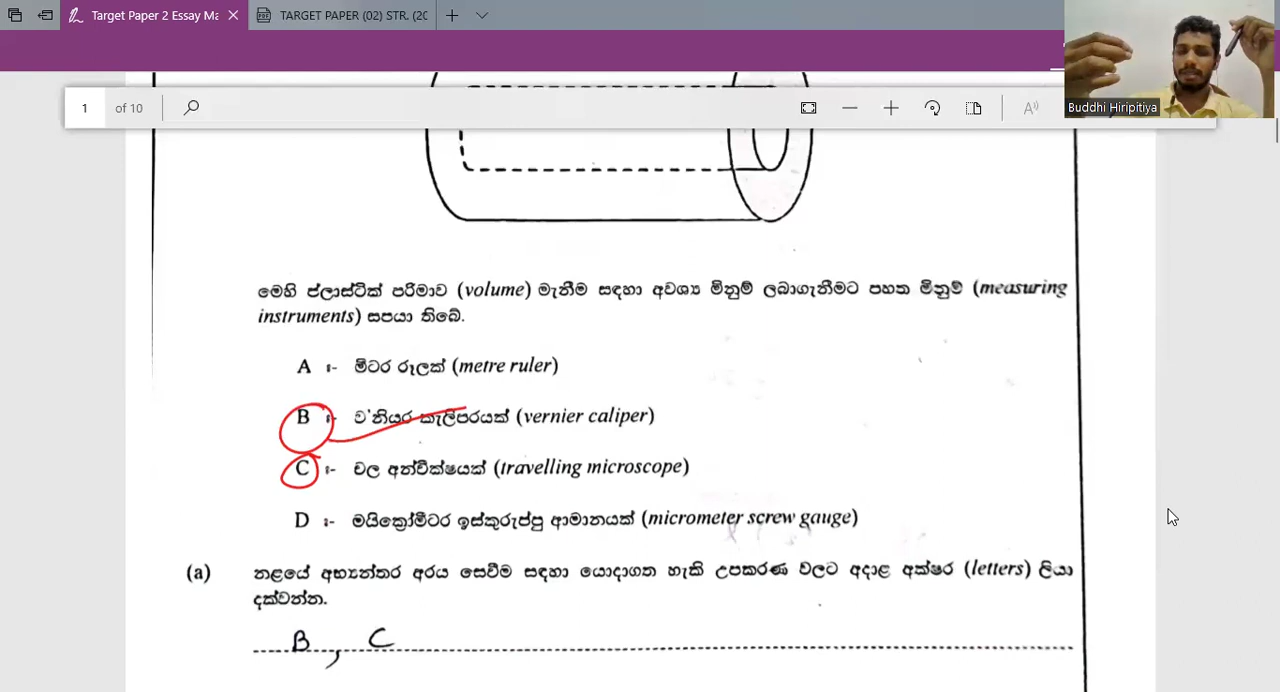 Target Paper 2 Essay Ma
TARGET PAPER (02) STR. (20
Buddhi Hiripitiya
1 of 10
මෙහි ප්ලාස්ටික් පරිමාව (volume) මැනීම සඳහා අවශ්‍ය මිනුම් ලබාගැනීමට පහත මිනුම් (measuring
instruments) සපයා තිබේ.
A :- මීටර රූලක් (metre ruler)
B :- ව'නියර කැලිපරයක් (vernier caliper)
C :- චල අන්වීක්ෂයක් (travelling microscope)
D :- මයික්‍රෝමීටර ඉස්කුරුප්පු ආමානයක් (micrometer screw gauge)
(a) නළයේ අභ්‍යන්තර අරය සෙවීම සඳහා යොදාගත හැකි උපකරණ වලට අදාළ අක්ෂර (letters) ලියා
දක්වන්න.
B , C